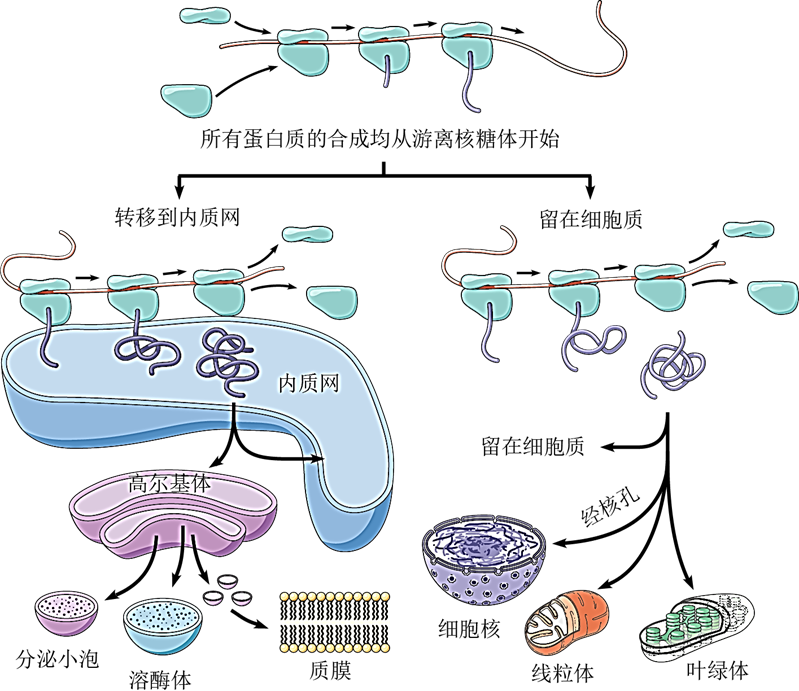 所有蛋白质的合成均从游离核糖体开始
转移到内质网
留在细胞质
内质网
留在细胞质
高尔基体
经核孔
细胞核
分泌小泡
溶酶体
质膜
线粒体
叶绿体